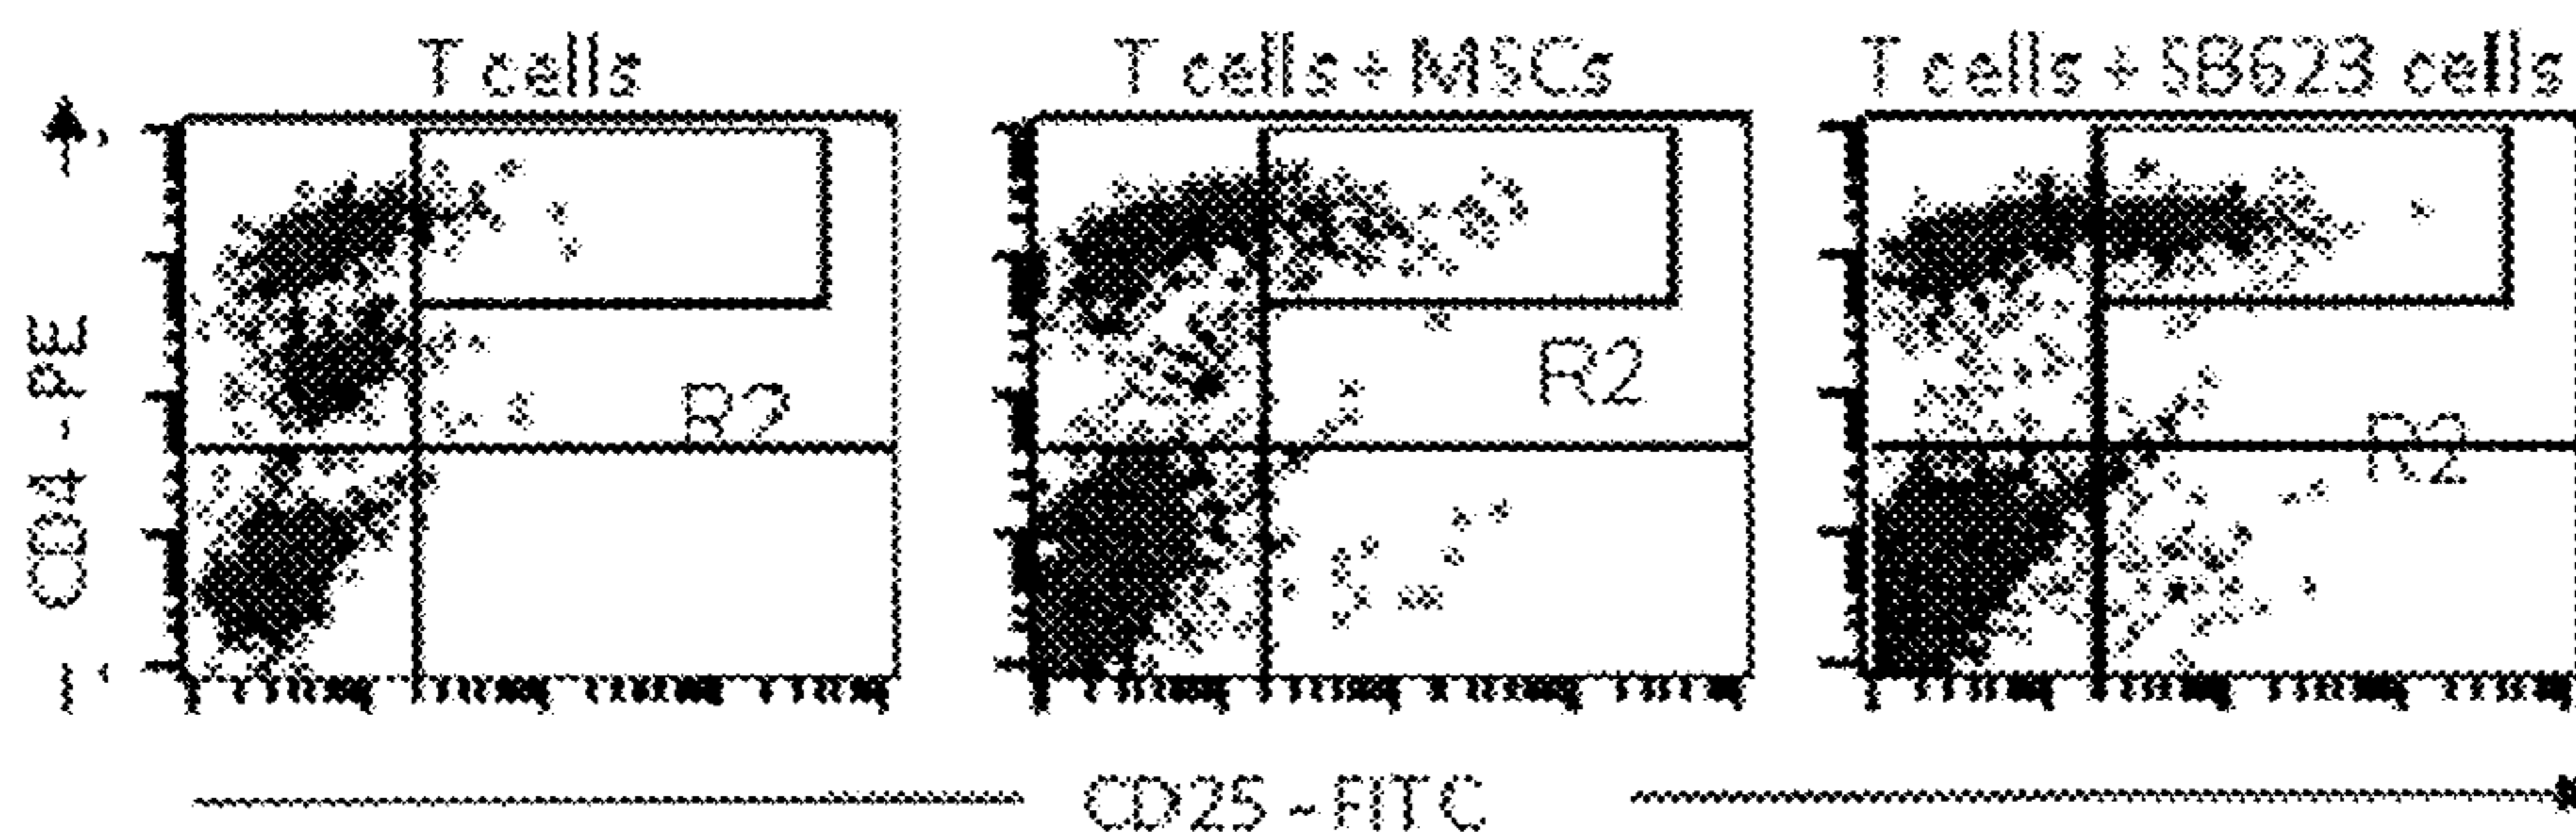 T cells
T cells + MSCs
T cells + SB623 cells
CD4 - PE
R2
R2
R2
CD25 - FITC